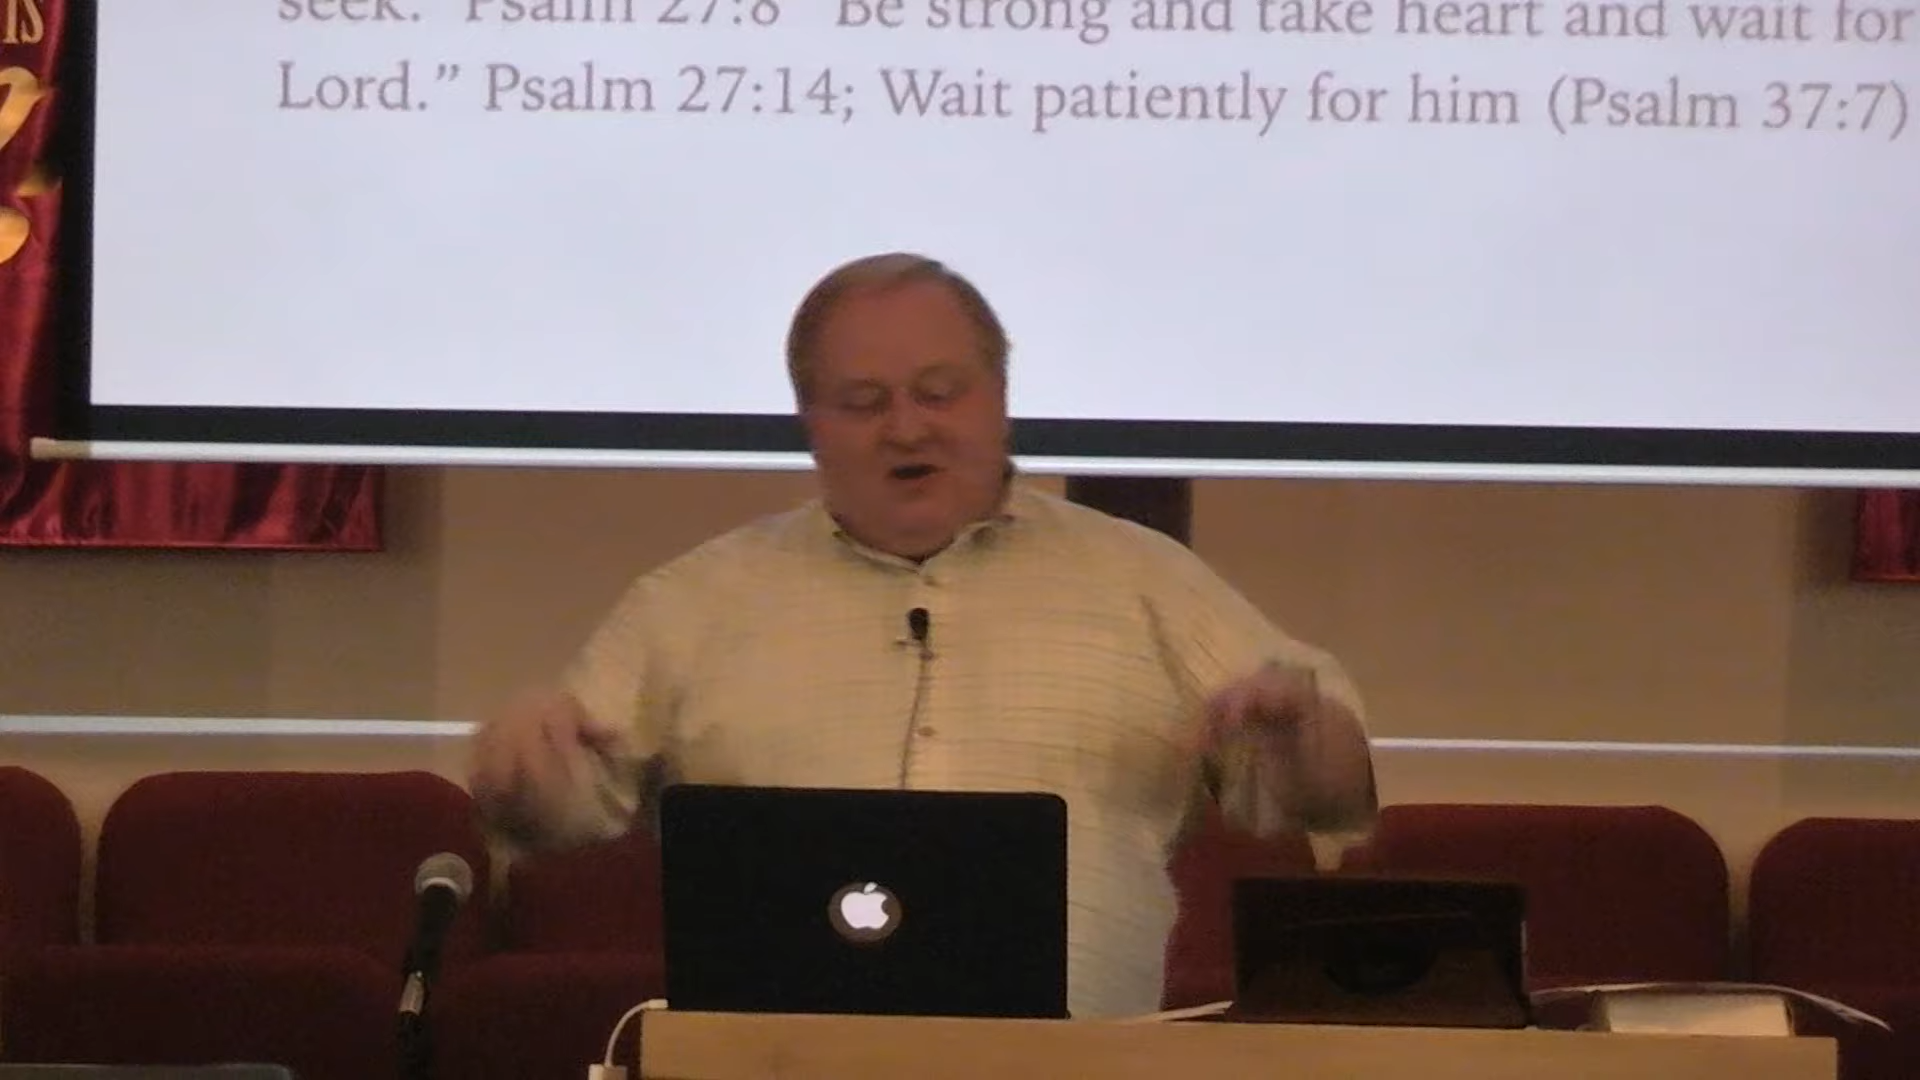 IS
seek." Psalm 27:8 "Be strong and take heart and wait for
Lord." Psalm 27:14; Wait patiently for him (Psalm 37:7)